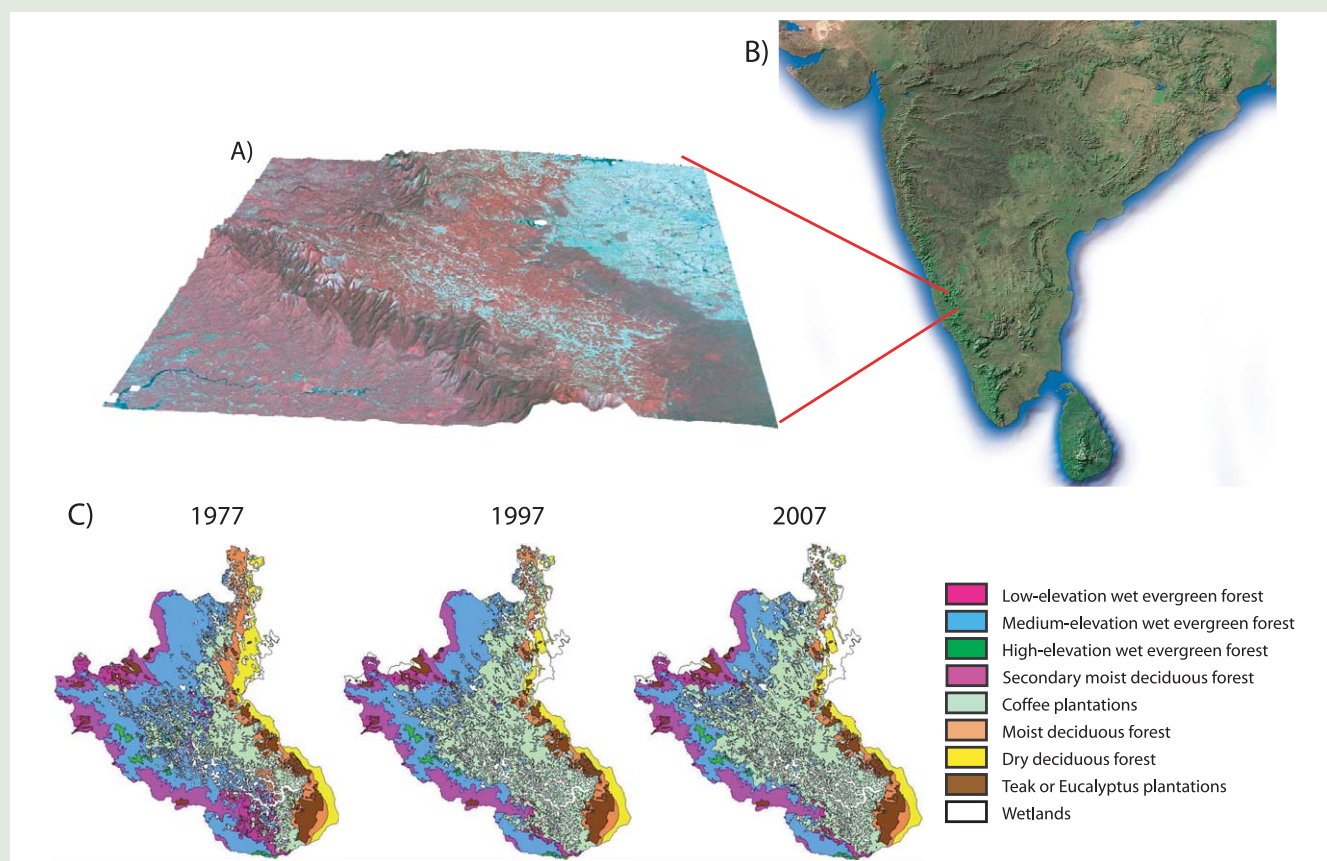 A)
B)
C)
1977
1997
2007
Low-elevation wet evergreen forest
Medium-elevation wet evergreen forest
High-elevation wet evergreen forest
Secondary moist deciduous forest
Coffee plantations
Moist deciduous forest
Dry deciduous forest
Teak or Eucalyptus plantations
Wetlands